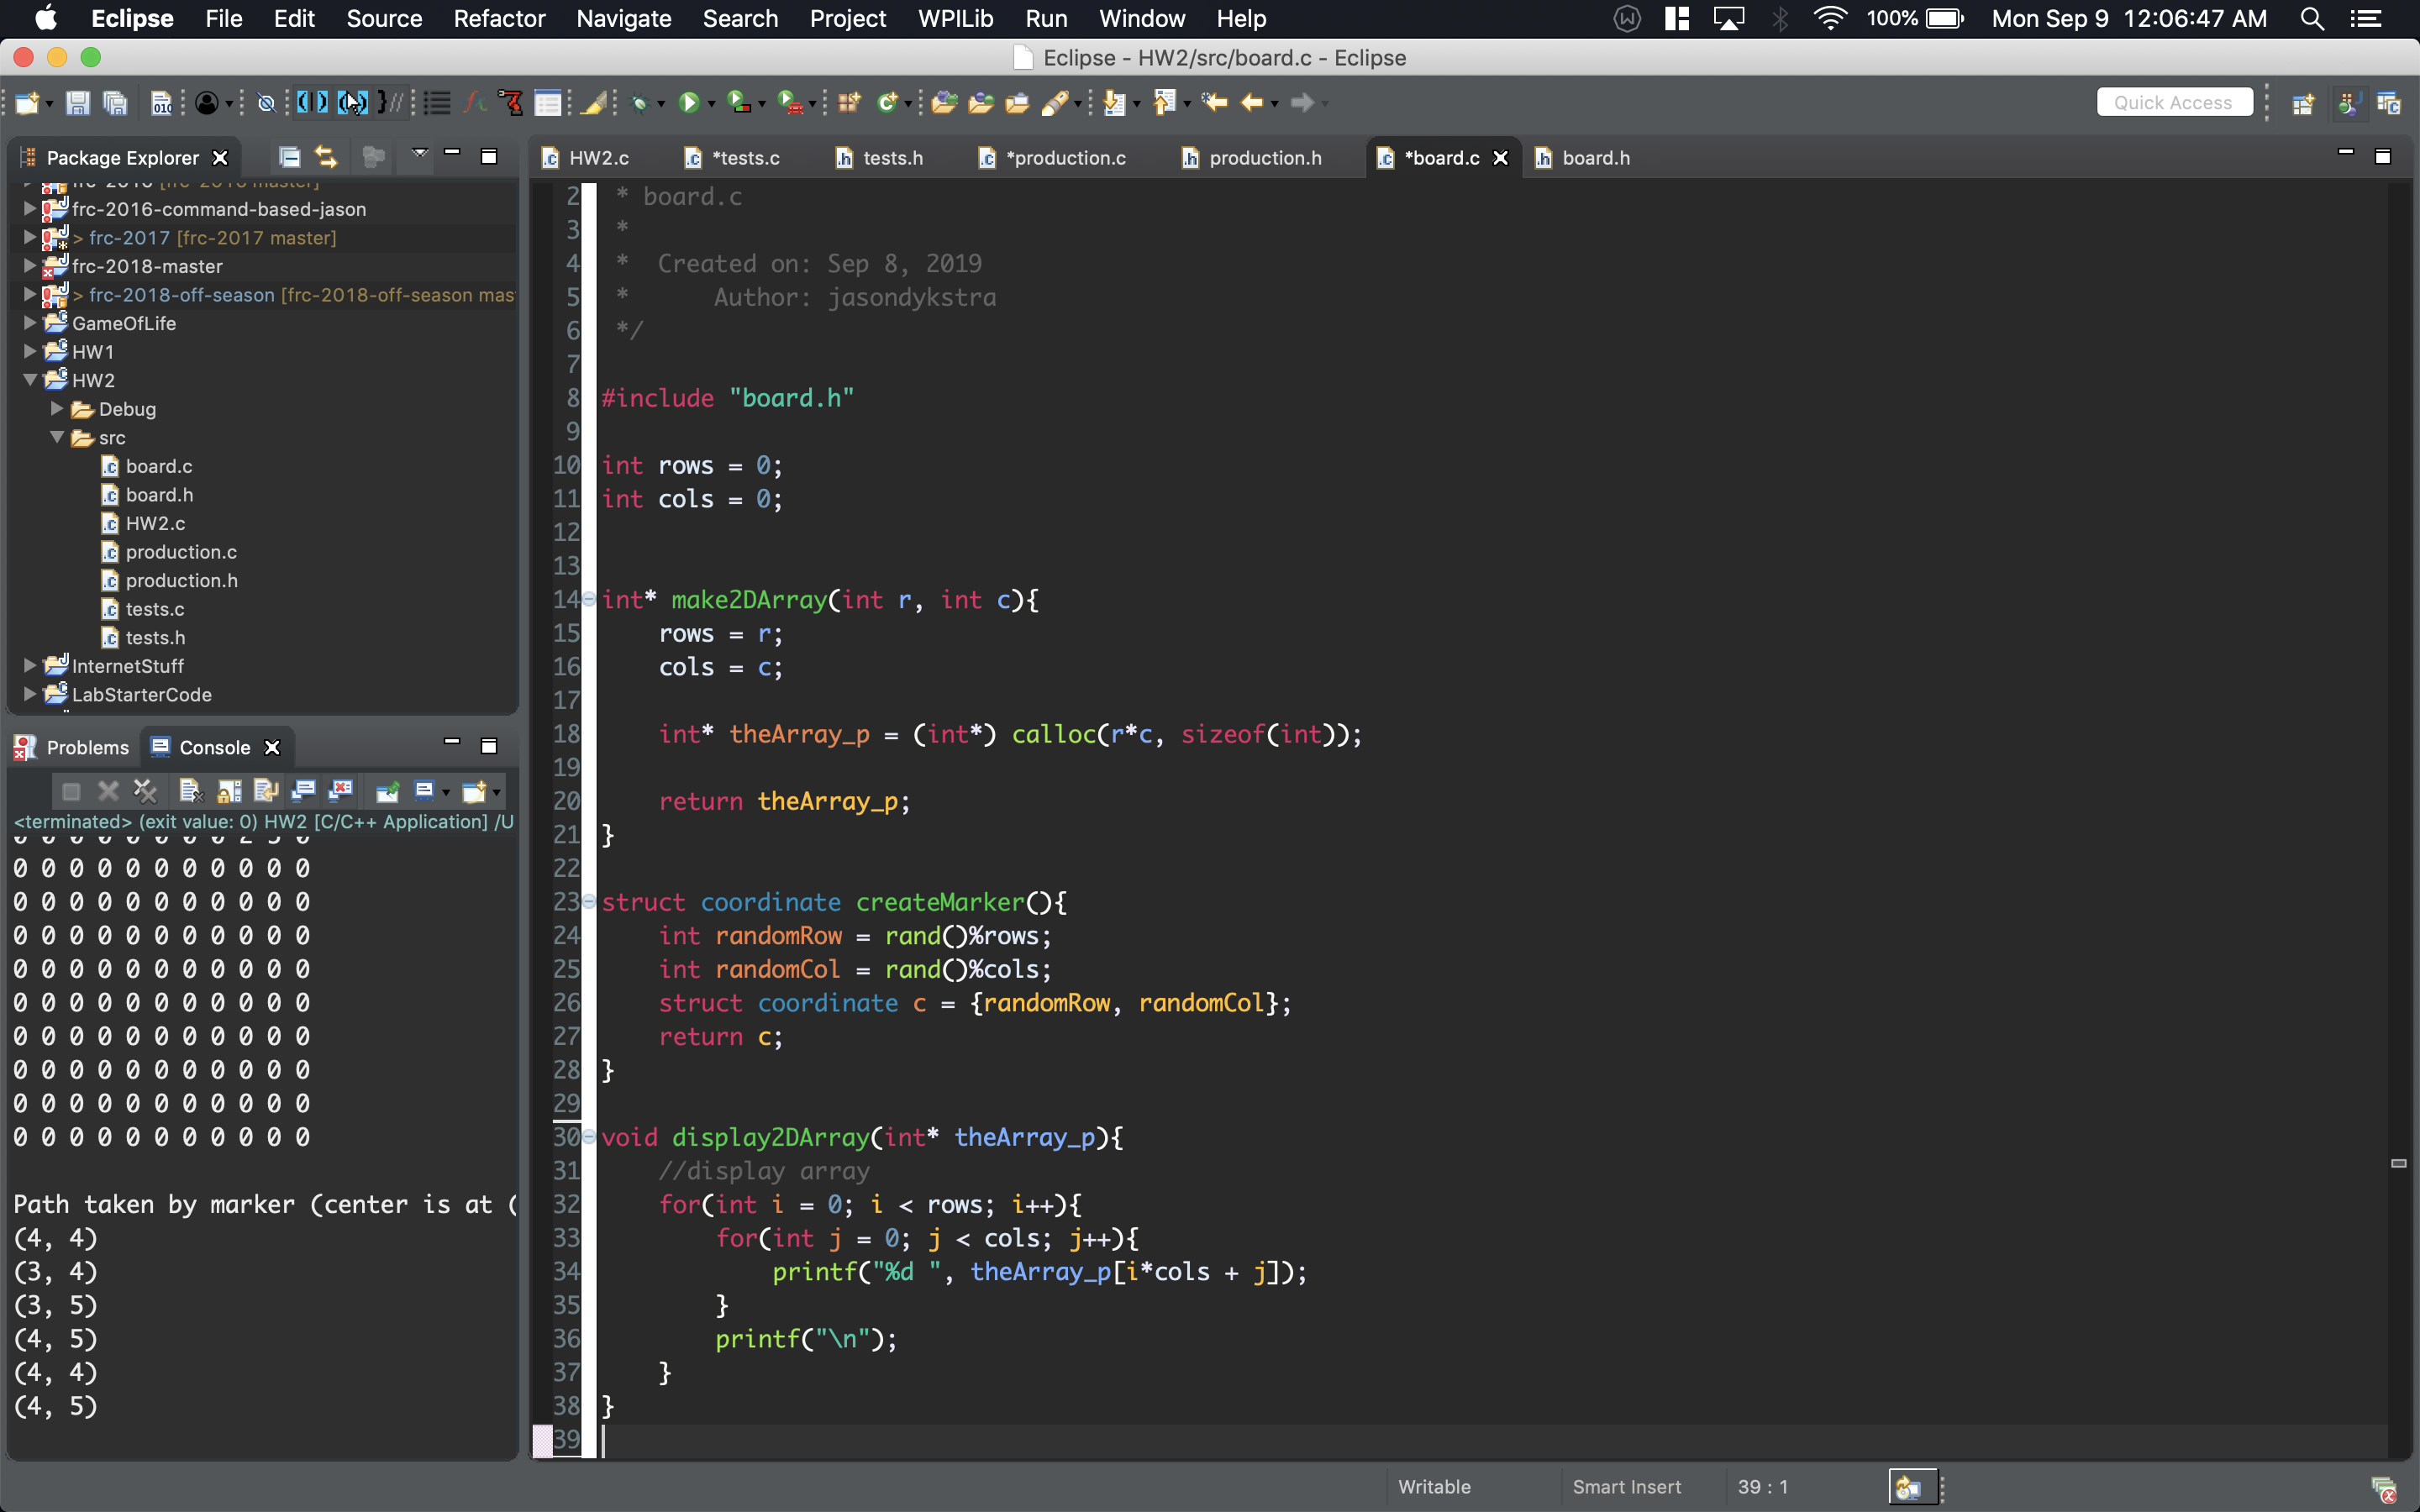 Eclipse File Edit Source Refactor Navigate Search Project WPILib Run Window Help 100% Mon Sep 9 12:06:47 AM
Eclipse - HW2/src/board.c - Eclipse
Quick Access
Package Explorer
frc-2016-command-based-jason
> frc-2017 [frc-2017 master]
frc-2018-master
> frc-2018-off-season [frc-2018-off-season mas
GameOfLife
HW1
HW2
Debug
src
board.c
board.h
HW2.c
production.c
production.h
tests.c
tests.h
InternetStuff
LabStarterCode
Problems Console
<terminated> (exit value: 0) HW2 [C/C++ Application] /U
0 0 0 0 0 0 0 0 0 0 0
0 0 0 0 0 0 0 0 0 0 0
0 0 0 0 0 0 0 0 0 0 0
0 0 0 0 0 0 0 0 0 0 0
0 0 0 0 0 0 0 0 0 0 0
0 0 0 0 0 0 0 0 0 0 0
0 0 0 0 0 0 0 0 0 0 0
0 0 0 0 0 0 0 0 0 0 0
0 0 0 0 0 0 0 0 0 0 0
Path taken by marker (center is at (
(4, 4)
(3, 4)
(3, 5)
(4, 5)
(4, 4)
(4, 5)
HW2.c *tests.c tests.h *production.c production.h *board.c board.h
2 * board.c
3 *
4 * Created on: Sep 8, 2019
5 * Author: jasondykstra
6 */
7
8 #include "board.h"
9
10 int rows = 0;
11 int cols = 0;
12
13
14 int* make2DArray(int r, int c){
15 rows = r;
16 cols = c;
17
18 int* theArray_p = (int*) calloc(r*c, sizeof(int));
19
20 return theArray_p;
21 }
22
23 struct coordinate createMarker(){
24 int randomRow = rand()%rows;
25 int randomCol = rand()%cols;
26 struct coordinate c = {randomRow, randomCol};
27 return c;
28 }
29
30 void display2DArray(int* theArray_p){
31 //display array
32 for(int i = 0; i < rows; i++){
33 for(int j = 0; j < cols; j++){
34 printf("%d ", theArray_p[i*cols + j]);
35 }
36 printf("\n");
37 }
38 }
39
Writable Smart Insert 39 : 1